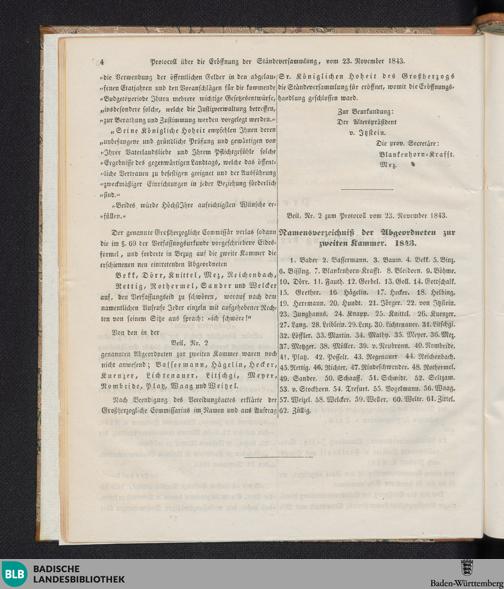 4 Protocoll über die Eröffnung der Ständeversammlung, vom 23. November 1843.
„die Verwendung der öffentlichen Gelder in den abgelau-
„fenen Etatjahren und den Voranschlägen für die kommende
„Budgetperiode Ihnen mehrere wichtige Gesetzesentwürfe,
„insbesondere solche, welche die Justizverwaltung betreffen,
„zur Berathung und Zustimmung werden vorgelegt werden.“
„Seine Königliche Hoheit empfehlen Ihnen deren
„unbefangene und gründliche Prüfung und gewärtigen von
„Ihrer Vaterlandsliebe und Ihrem Pflichtgefühle solche
„Ergebnisse des gegenwärtigen Landtags, welche das öffent-
„liche Vertrauen zu befestigen geeignet und der Ausführung
„zweckmäßiger Einrichtungen in jeder Beziehung förderlich
„sind.“
„Beides würde Höchstihre aufrichtigsten Wünsche er-
„füllen.“
Der genannte Großherzogliche Commissär verlas sodann
die im §. 69 der Verfassungsurkunde vorgeschriebene Eides-
formel, und forderte in Bezug auf die zweite Kammer die
erschienenen neu eintretenden Abgeordneten
Bekk, Dörr, Knittel, Mez, Reichenbach,
Rettig, Rothermel, Sander und Welcker
auf, den Verfassungseid zu schwören, worauf nach dem
namentlichen Aufrufe Jeder einzeln mit aufgehobener Rech-
ten von seinem Sitze aus sprach: „ich schwöre!“
Von den in der
Beil. Nr. 2
genannten Abgeordneten zur zweiten Kammer waren noch
nicht anwesend; Bassermann, Hägelin, Hecker,
Kuenzer, Lichtenauer, Litschgi, Meyer,
Nombride, Platz, Waag und Weitzel.
Nach Beendigung des Beeidigungsactes erklärte der
Großherzogliche Commissarius im Namen und aus Auftrag
Sr. Königlichen Hoheit des Großherzogs
die Ständeversammlung für eröffnet, womit die Eröffnungs-
handlung geschlossen ward.
Zur Beurkundung:
Der Alterspräsident
v. Itzstein.
Die prov. Secretäre:
Blankenhorn-Krafft.
Mez.
Beil. Nr. 2 zum Protocoll vom 23. November 1843.
Namensverzeichniß der Abgeordneten zur
zweiten Kammer. 1843.
1. Bader 2. Bassermann. 3. Baum. 4. Bekk. 5. Binz.
6. Bissing. 7. Blankenhorn-Krafft. 8. Bleidorn. 9. Böhme.
10. Dörr. 11. Fauth. 12. Gerbel. 13. Goll. 14. Gottschalk.
15. Grether. 16. Hägelin. 17. Hecker. 18. Helbing.
19. Herrmann. 20. Hundt. 21. Jörger. 22. von Itzstein.
23. Junghanns. 24. Knapp. 25. Knittel. 26. Kuenzer.
27. Lang. 28. Leiblein. 29. Lenz. 30. Lichtenauer. 31. Litschgi.
32. Löffler. 33. Martin. 34. Mathy. 35. Meyer. 36. Mez.
37. Metzger. 38. Müller. 39. v. Neubronn. 40. Nombride.
41. Platz. 42. Posselt. 43. Regenauer 44. Reichenbach.
45. Rettig. 46. Richter. 47. Rindeschwender. 48. Rothermel.
49. Sander. 50. Schaaff. 51. Schmidt. 52. Seltzam.
53. v. Stockhorn. 54. Trefurt. 55. Vogelmann. 56. Waag.
57. Weitzel. 58. Welcker. 59. Weller. 60. Welte. 61. Zittel.
62. Züllig.
BLB BADISCHE
LANDESBIBLIOTHEK
Baden-Württemberg